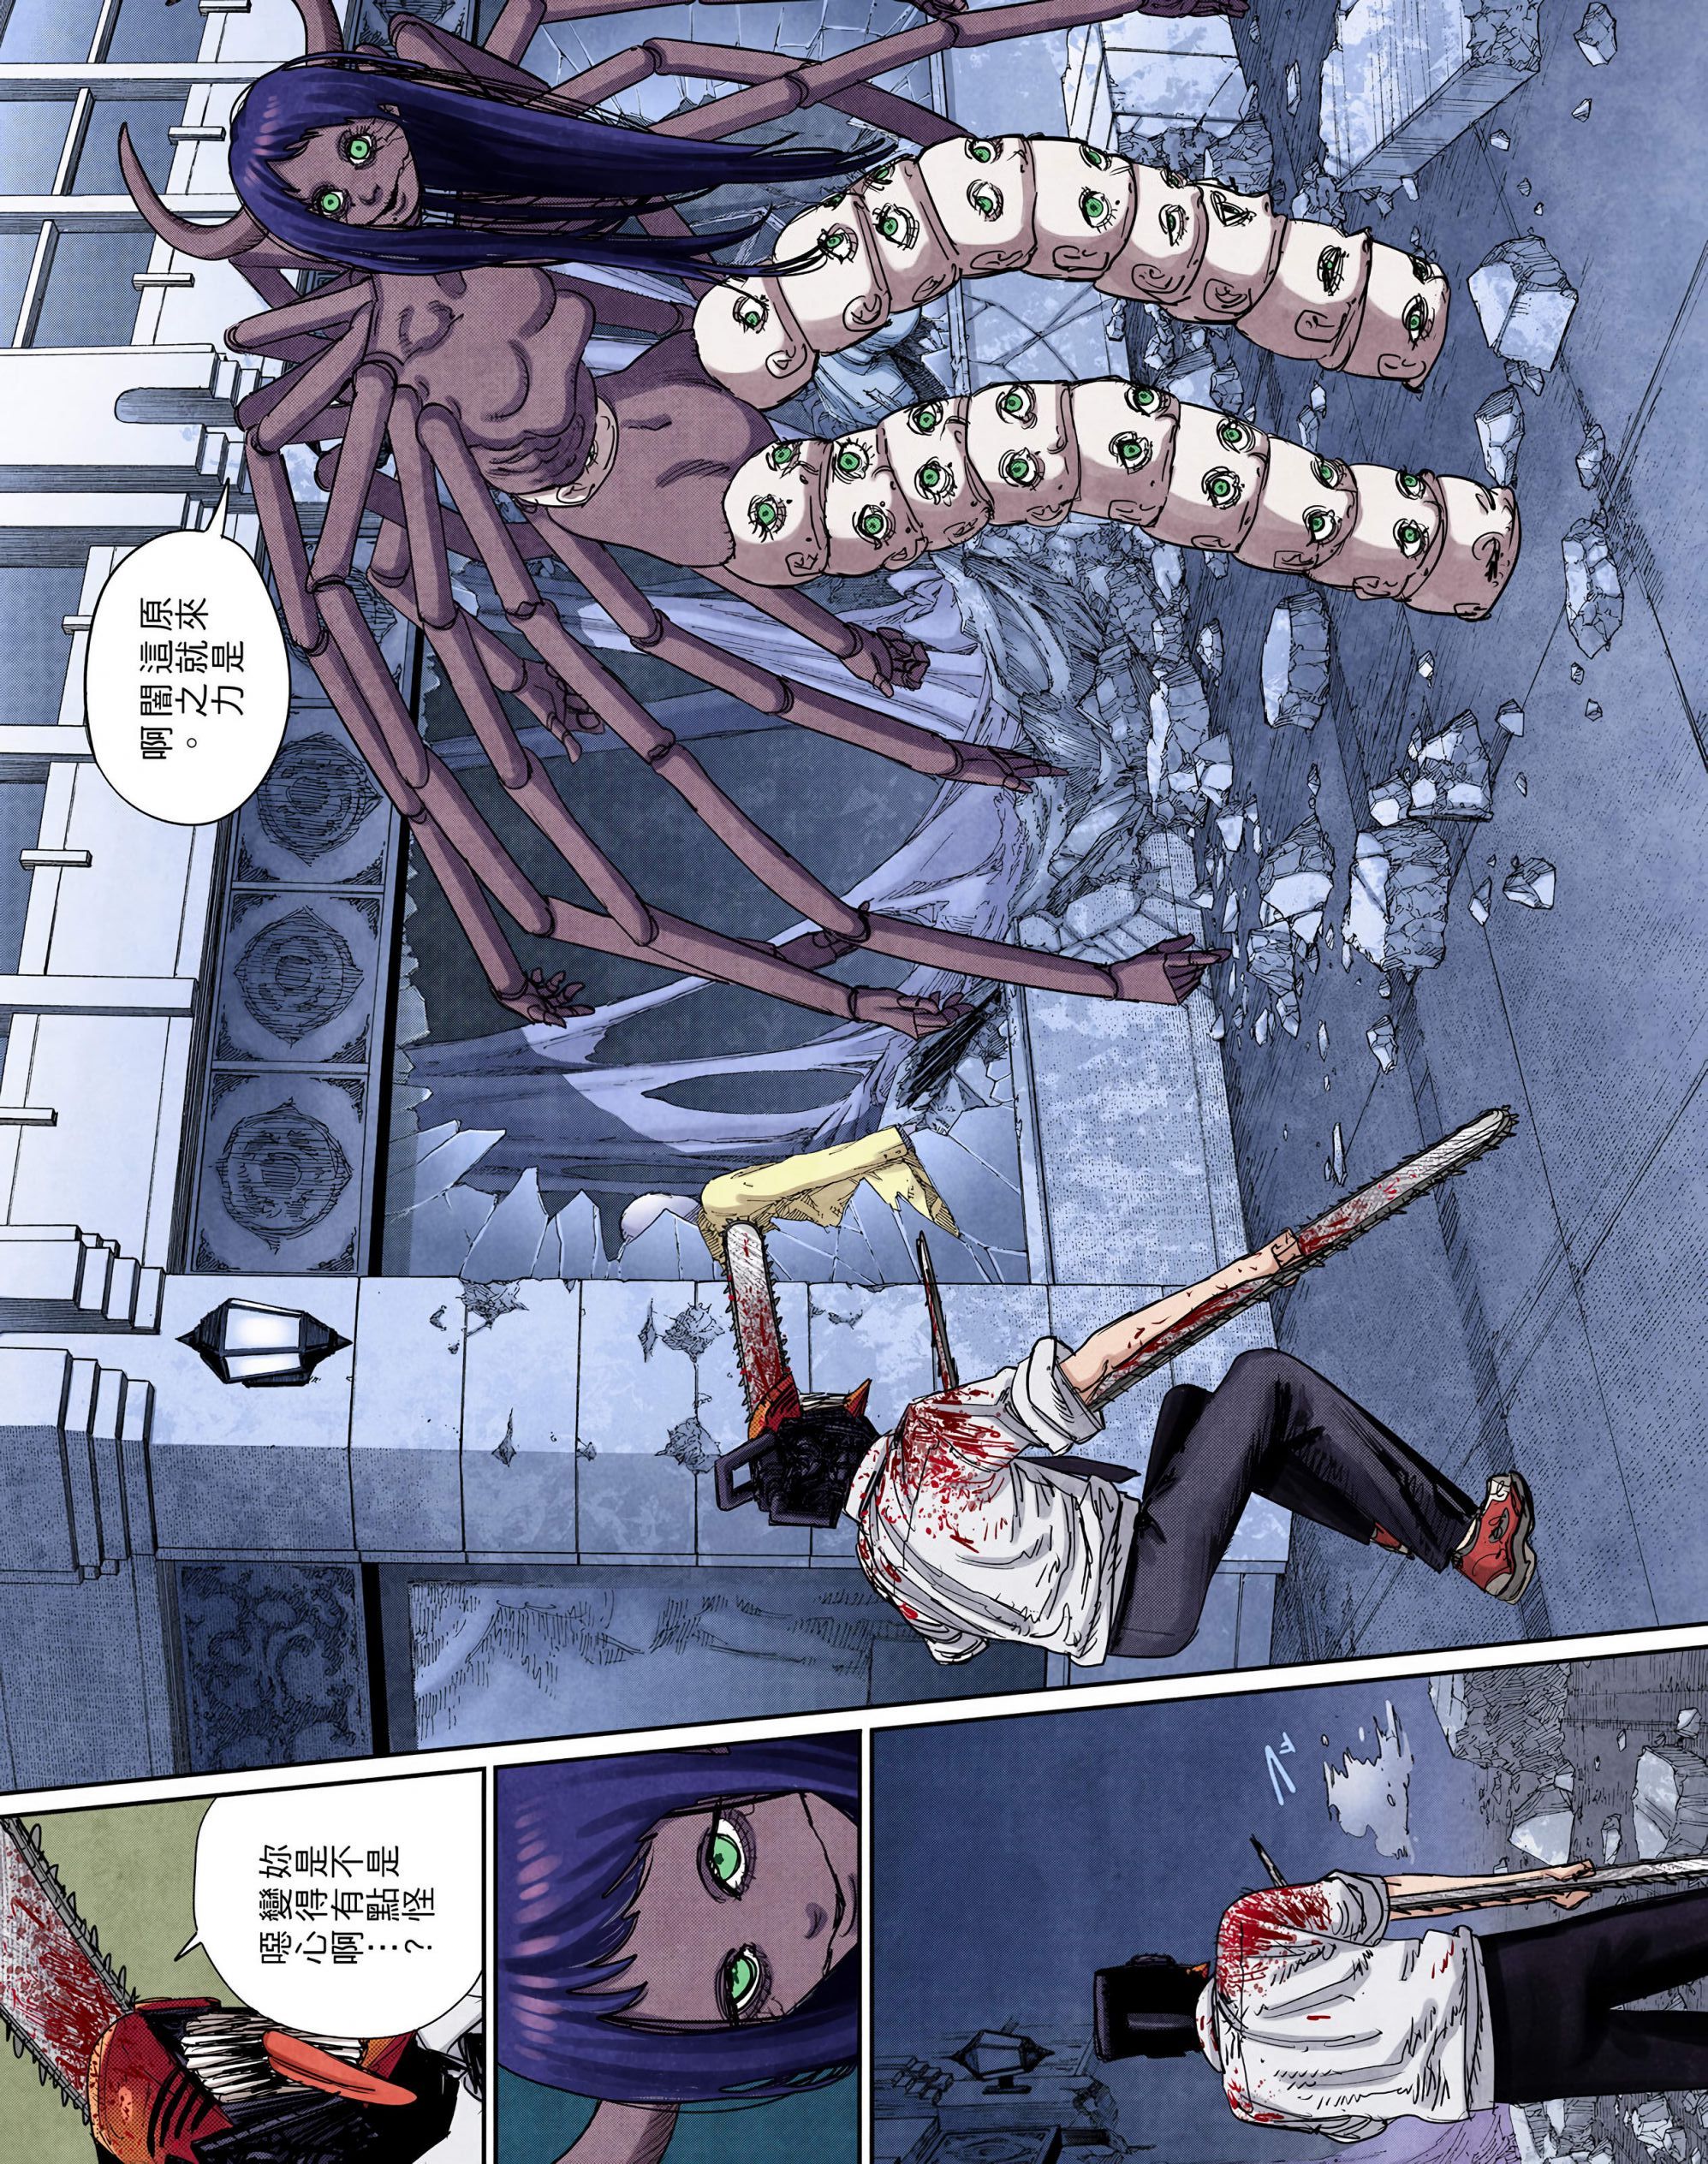 原來
這就是
闇之力
啊。
妳是不是
變得有點怪
噁心啊…？